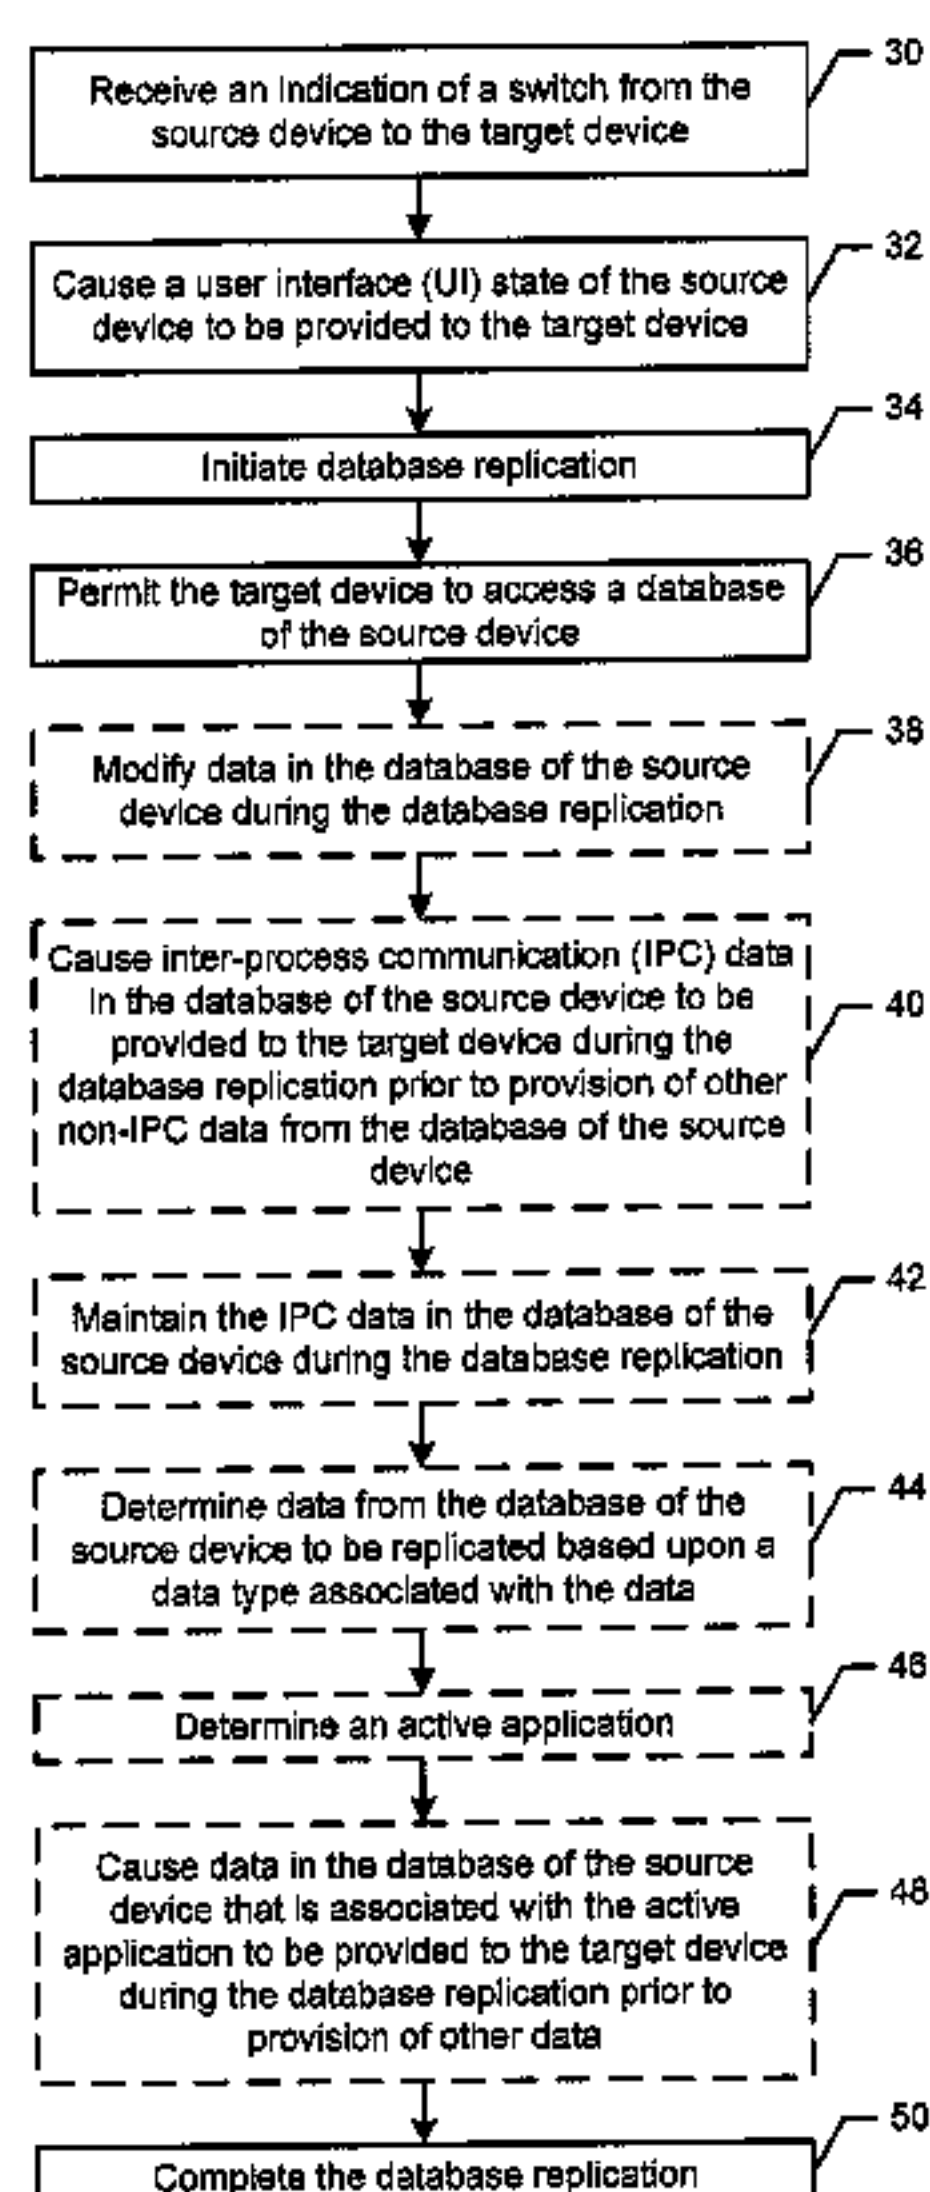 30
Receive an indication of a switch from the
source device to the target device
32
Cause a user interface (UI) state of the source
device to be provided to the target device
34
Initiate database replication
36
Permit the target device to access a database
of the source device
38
Modify data in the database of the source
device during the database replication
Cause inter-process communication (IPC) data
in the database of the source device to be
40
provided to the target device during the
database replication prior to provision of other
non-IPC data from the database of the source
device
42
Maintain the IPC data in the database of the
source device during the database replication
44
Determine data from the database of the
source device to be replicated based upon a
data type associated with the data
46
Determine an active application
Cause data in the database of the source
48
device that is associated with the active
application to be provided to the target device
during the database replication prior to
provision of other data
50
Complete the database replication